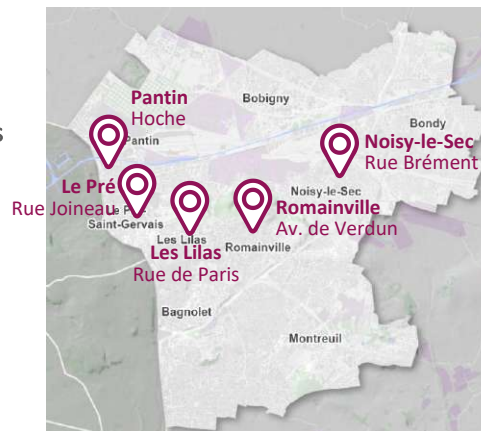 Pantin
Hoche
Bobigny
Bondy
s
Pantin
Noisy-le-Sec
Rue Brément
Le Pré
Noisy-le-Sec
Rue Joineau
Romainville
Saint-Gervais
Av. de Verdun
Les Lilas
Romainville
Les Lilas
Rue de Paris
Bagnolet
Montreuil